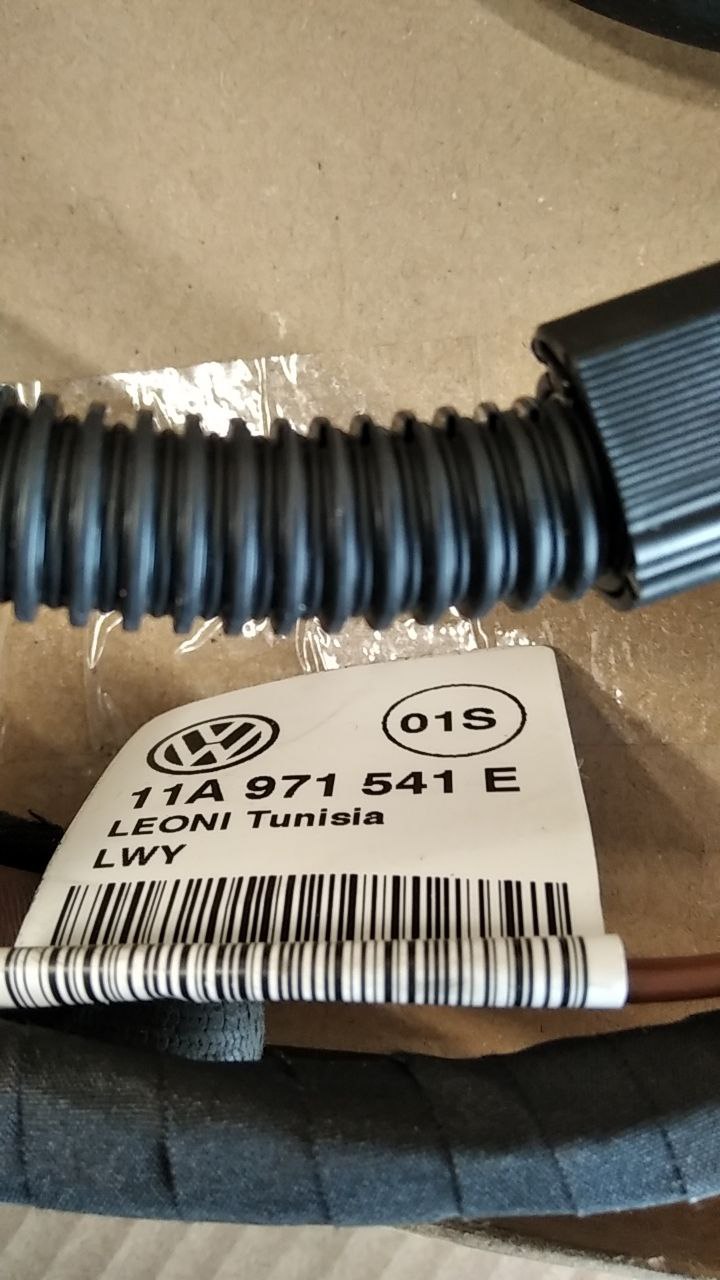 01S
11A 971 541 E
LEONI Tunisia
LWY